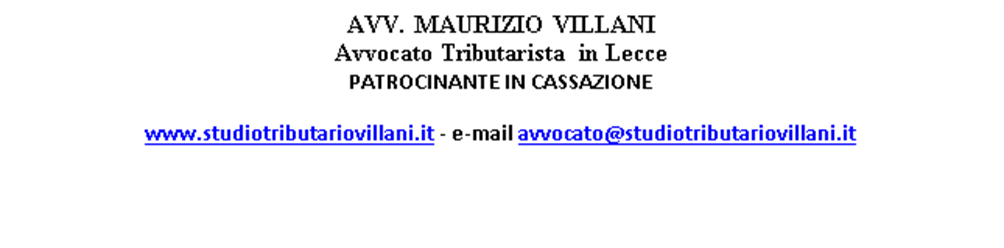 AVV. MAURIZIO VILLANI
Avvocato Tributarista in Lecce
PATROCINANTE IN CASSAZIONE
www.studiotributariovillani.it - e-mail avvocato@studiotributariovillani.it